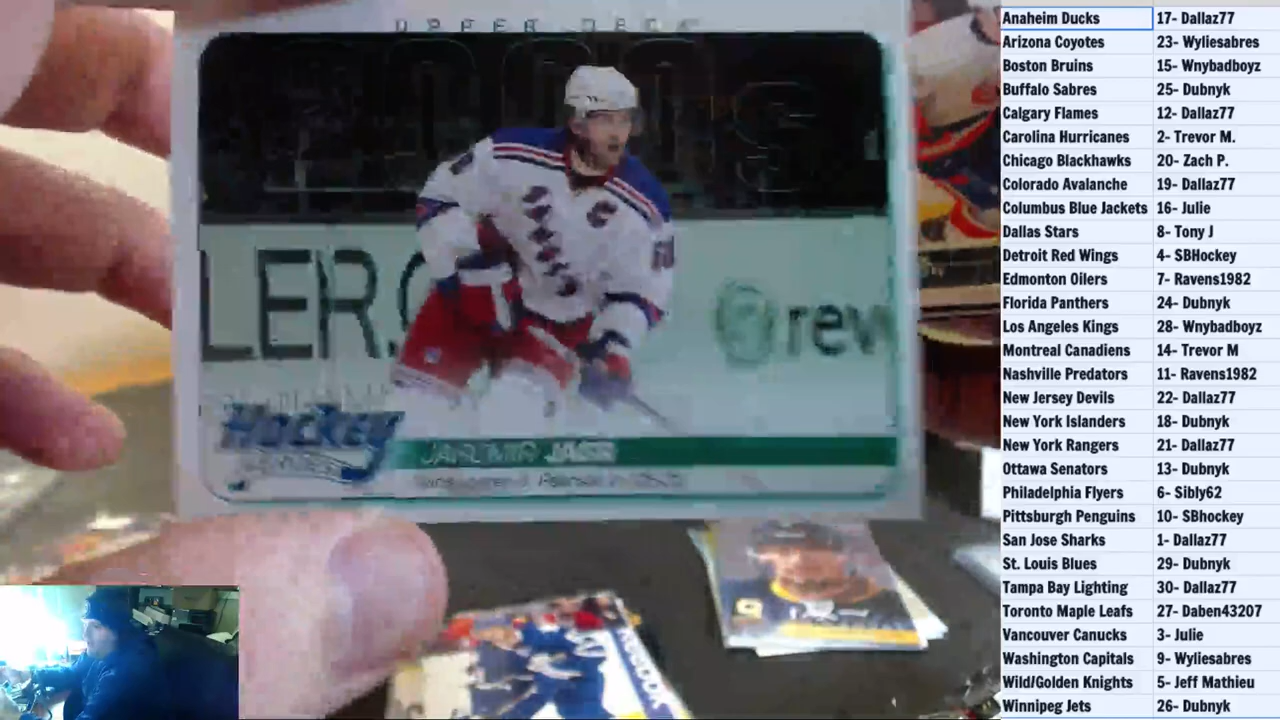 UPPER DECK
LER.
rev
Hockey
JAROMIR JAGR
Anaheim Ducks 17- Dallaz77
Arizona Coyotes 23- Wyliesabres
Boston Bruins 15- Wnybadboyz
Buffalo Sabres 25- Dubnyk
Calgary Flames 12- Dallaz77
Carolina Hurricanes 2- Trevor M.
Chicago Blackhawks 20- Zach P.
Colorado Avalanche 19- Dallaz77
Columbus Blue Jackets 16- Julie
Dallas Stars 8- Tony J
Detroit Red Wings 4- SBHockey
Edmonton Oilers 7- Ravens1982
Florida Panthers 24- Dubnyk
Los Angeles Kings 28- Wnybadboyz
Montreal Canadiens 14- Trevor M
Nashville Predators 11- Ravens1982
New Jersey Devils 22- Dallaz77
New York Islanders 18- Dubnyk
New York Rangers 21- Dallaz77
Ottawa Senators 13- Dubnyk
Philadelphia Flyers 6- Sibly62
Pittsburgh Penguins 10- SBhockey
San Jose Sharks 1- Dallaz77
St. Louis Blues 29- Dubnyk
Tampa Bay Lighting 30- Dallaz77
Toronto Maple Leafs 27- Daben43207
Vancouver Canucks 3- Julie
Washington Capitals 9- Wyliesabres
Wild/Golden Knights 5- Jeff Mathieu
Winnipeg Jets 26- Dubnyk